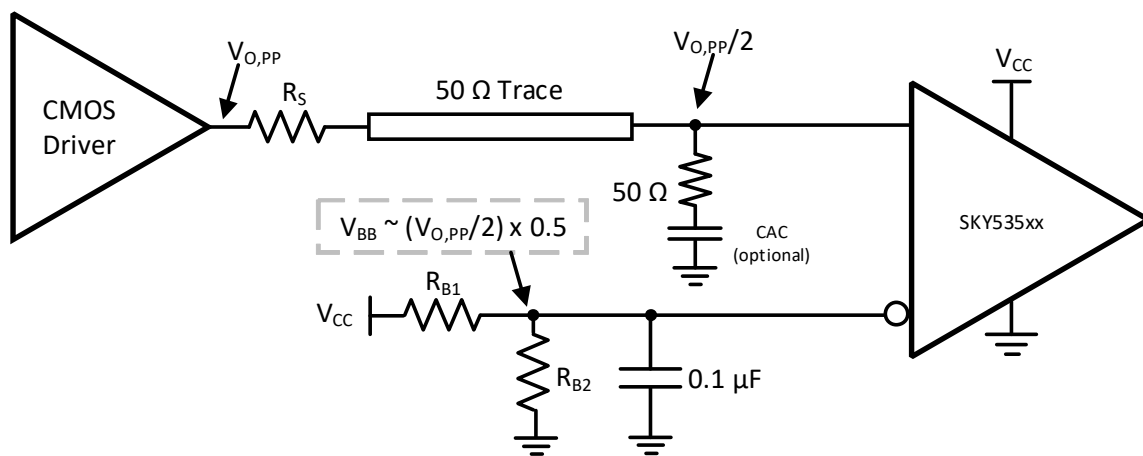 V_O,PP
V_O,PP/2
V_CC
R_S
50 Ω Trace
CMOS
Driver
50 Ω
SKY535xx
V_BB ~ (V_O,PP/2) x 0.5
CAC
(optional)
R_B1
V_CC
R_B2
0.1 µF